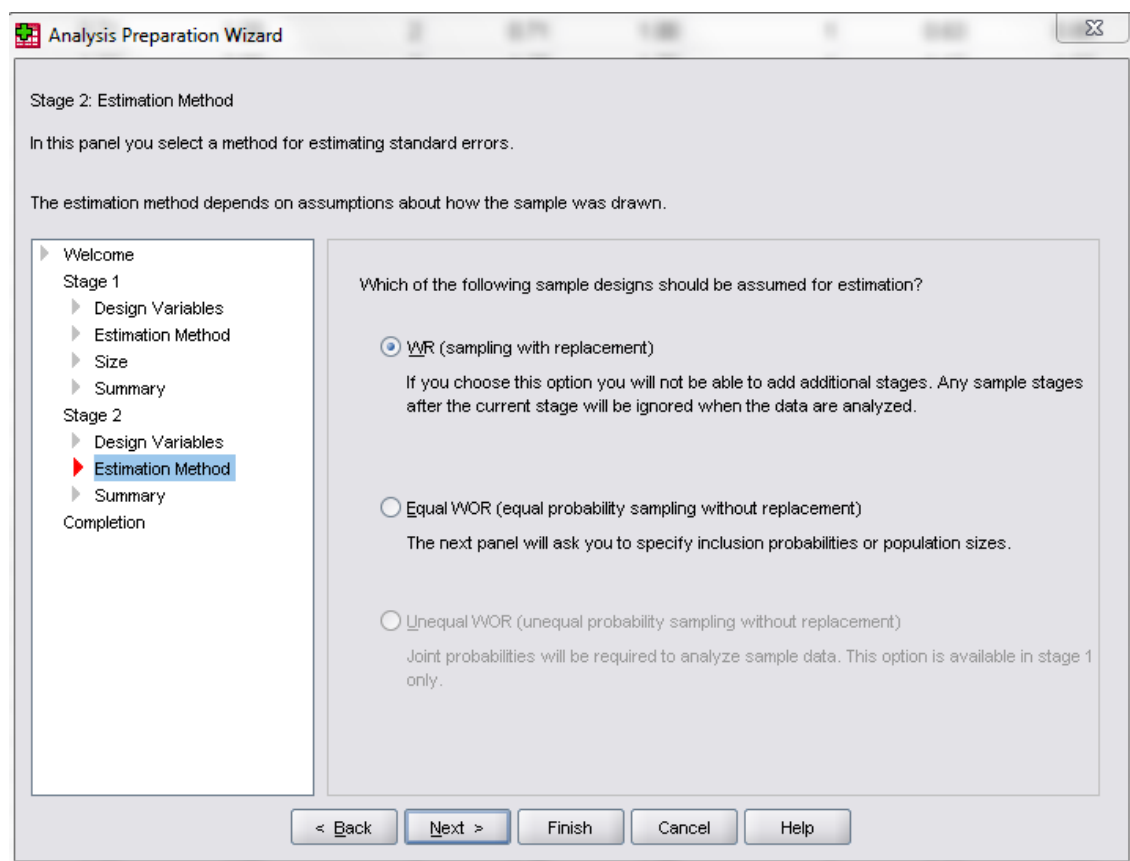 Analysis Preparation Wizard
Stage 2: Estimation Method
In this panel you select a method for estimating standard errors.
The estimation method depends on assumptions about how the sample was drawn.
Welcome
Stage 1
Design Variables
Estimation Method
Size
Summary
Stage 2
Design Variables
Estimation Method
Summary
Completion
Which of the following sample designs should be assumed for estimation?
WR (sampling with replacement)
If you choose this option you will not be able to add additional stages. Any sample stages
after the current stage will be ignored when the data are analyzed.
Equal WOR (equal probability sampling without replacement)
The next panel will ask you to specify inclusion probabilities or population sizes.
Unequal WOR (unequal probability sampling without replacement)
Joint probabilities will be required to analyze sample data. This option is available in stage 1
only.
< Back Next > Finish Cancel Help